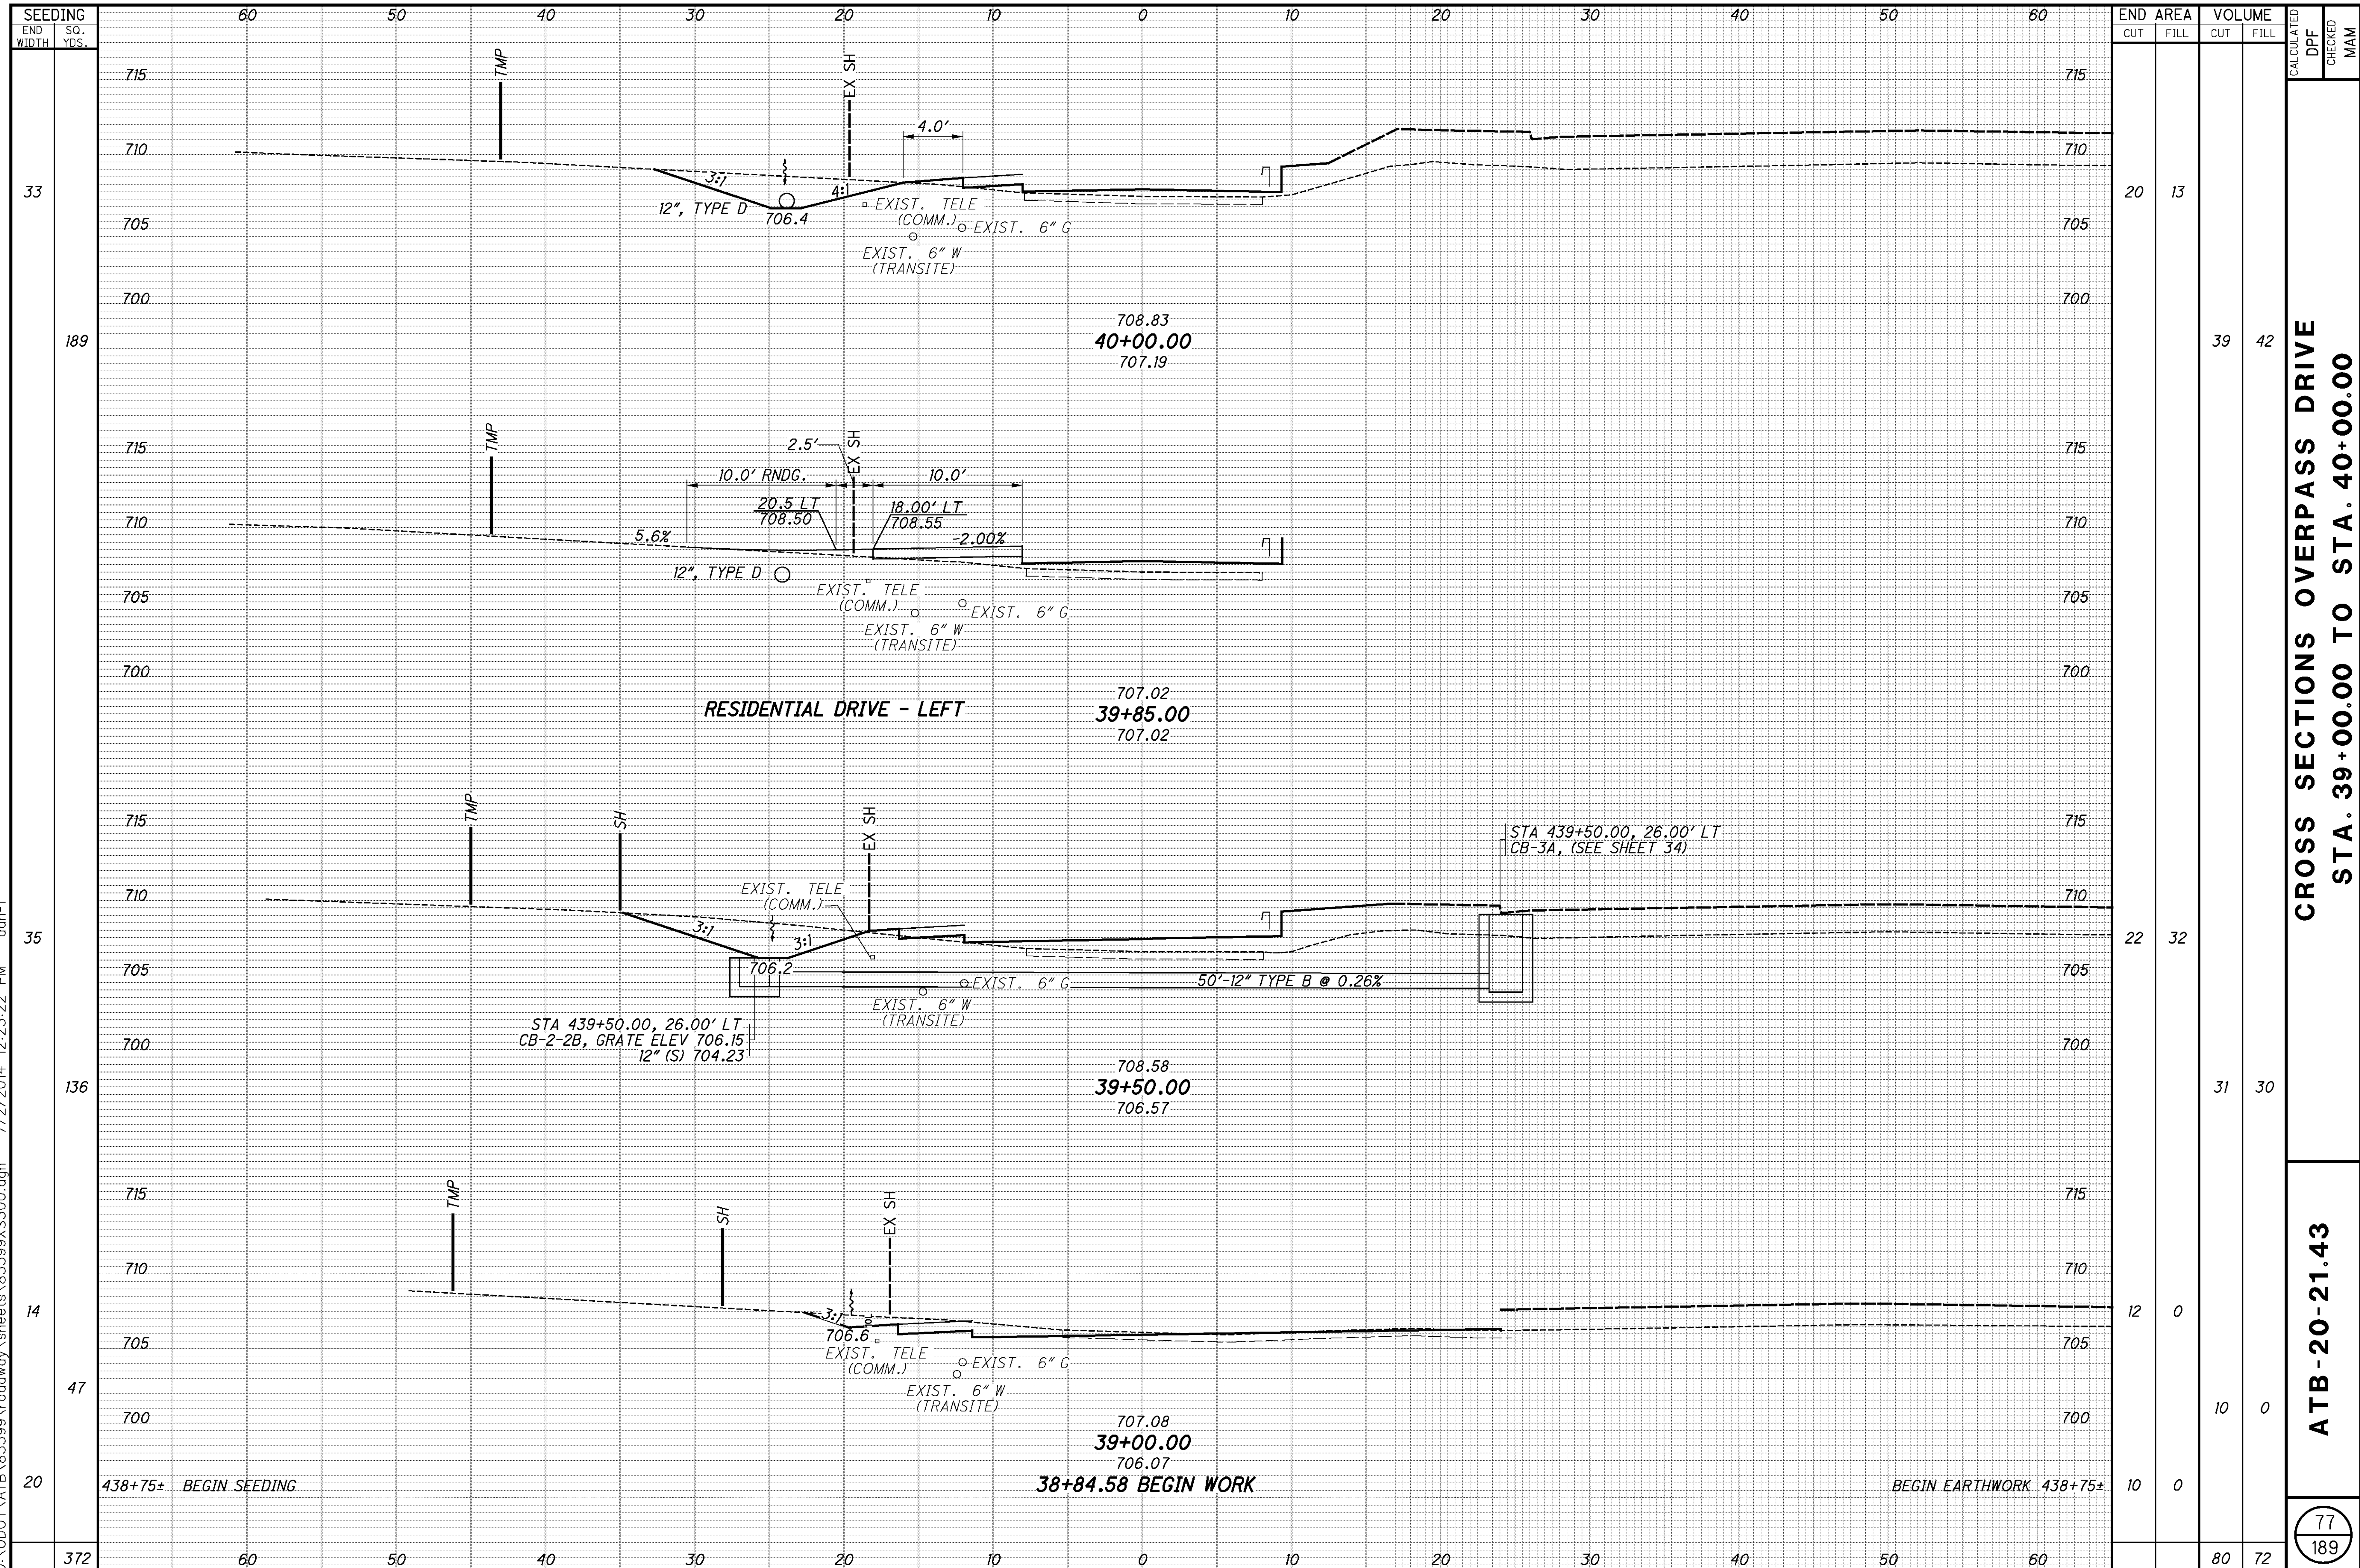 SEEDING
END WIDTH
SQ. YDS.
60 50 40 30 20 10 0 10 20 30 40 50 60
END AREA
CUT FILL
VOLUME
CUT FILL
CALCULATED
DPF
CHECKED
MAM
TMP
EX SH
715 715
4.0'
710 710
3:1
4:1
33
12", TYPE D
706.4
EXIST. TELE
(COMM.)
EXIST. 6" G
20 13
705 705
EXIST. 6" W
(TRANSITE)
700 700
708.83
40+00.00
707.19
189
39 42
TMP
EX SH
715 715
2.5'
10.0' RNDG.
10.0'
20.5 LT
708.50
18.00' LT
708.55
710 710
5.6%
-2.00%
12", TYPE D
EXIST. TELE
(COMM.)
EXIST. 6" G
705 705
EXIST. 6" W
(TRANSITE)
700 700
RESIDENTIAL DRIVE - LEFT
707.02
39+85.00
707.02
TMP
SH
EX SH
715 715
STA 439+50.00, 26.00' LT
CB-3A, (SEE SHEET 34)
EXIST. TELE
(COMM.)
710 710
3:1
3:1
35
22 32
706.2
705 705
50'-12" TYPE B @ 0.26%
EXIST. 6" G
EXIST. 6" W
(TRANSITE)
STA 439+50.00, 26.00' LT
CB-2-2B, GRATE ELEV 706.15
12" (S) 704.23
700 700
708.58
39+50.00
706.57
136
31 30
TMP
SH
EX SH
715 715
710 710
3:1
14
12 0
706.6
705 705
EXIST. TELE
(COMM.)
EXIST. 6" G
EXIST. 6" W
(TRANSITE)
47
10 0
700 700
707.08
39+00.00
706.07
38+84.58 BEGIN WORK
20
438+75± BEGIN SEEDING
BEGIN EARTHWORK 438+75±
10 0
372
60 50 40 30 20 10 0 10 20 30 40 50 60
80 72
CROSS SECTIONS OVERPASS DRIVE
STA. 39+00.00 TO STA. 40+00.00
ATB-20-21.43
77
189